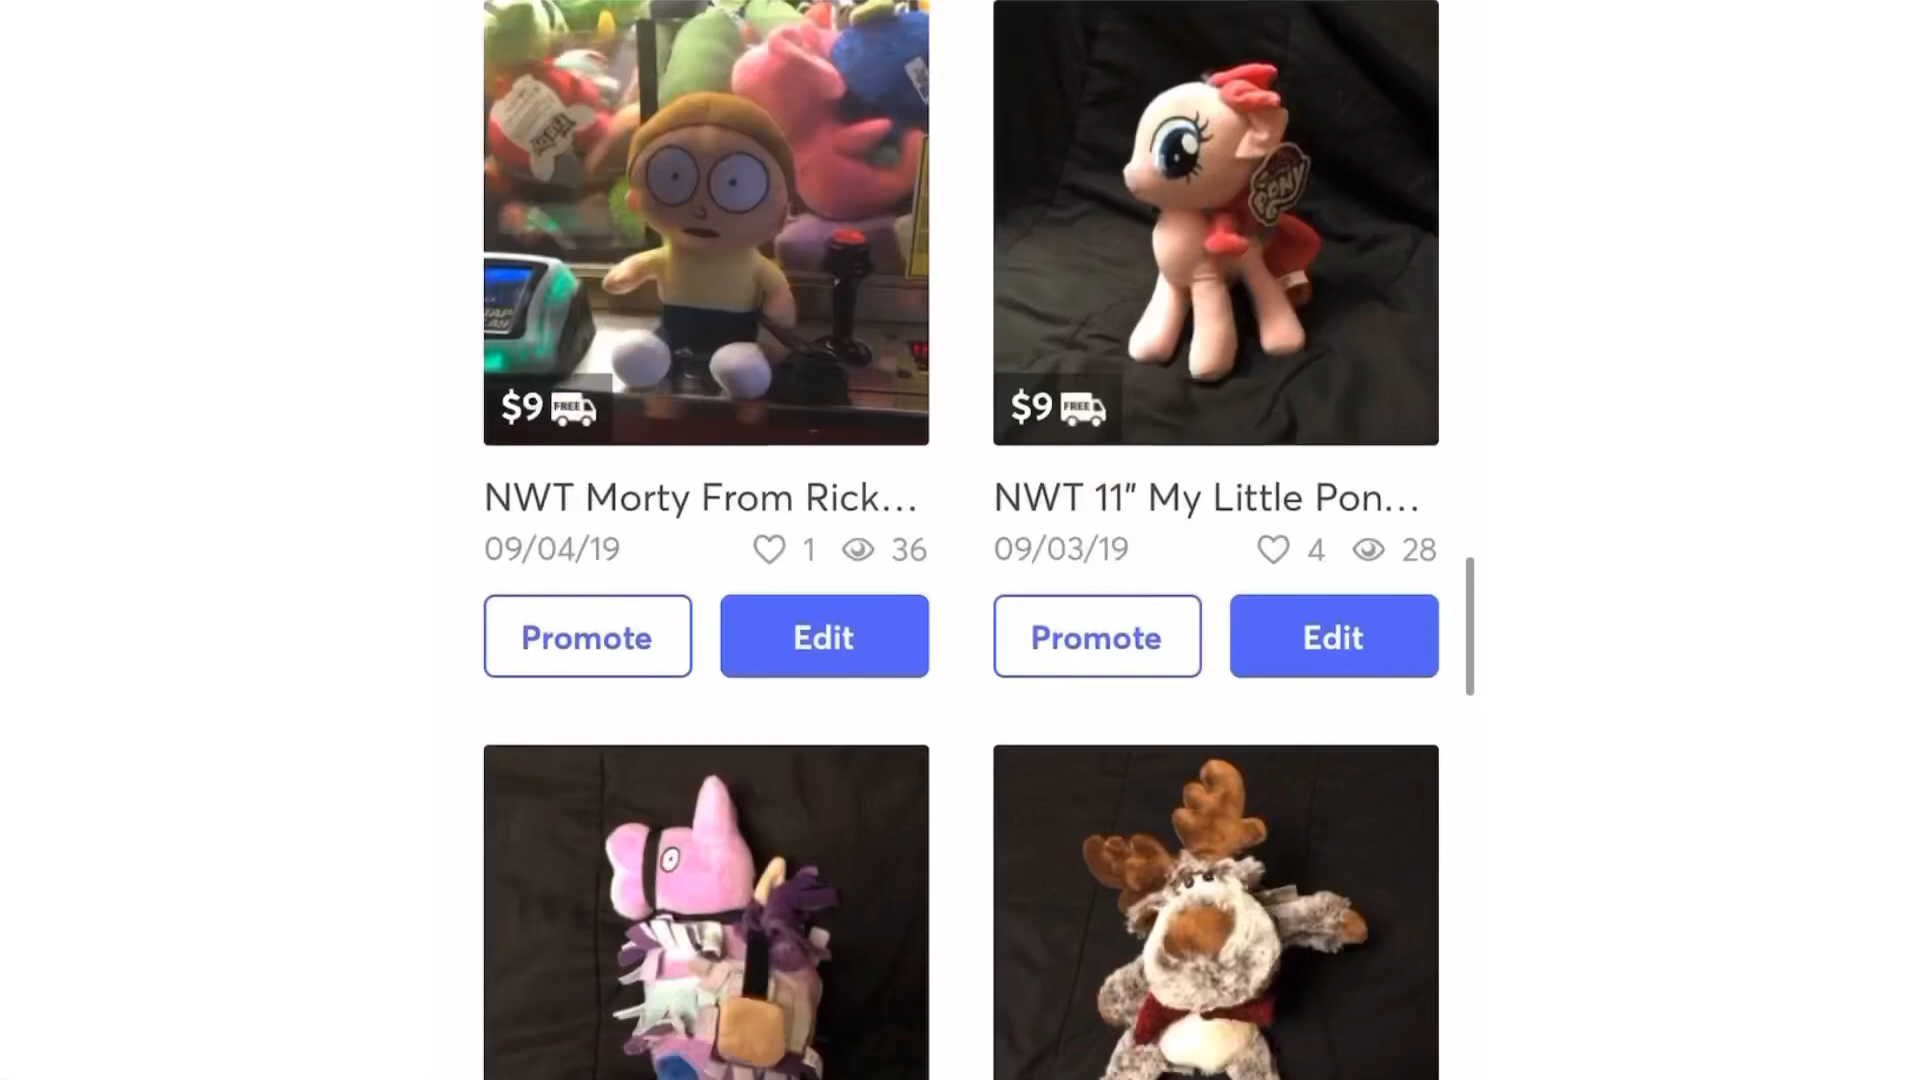 PONY
$9 FREE
$9 FREE
NWT Morty From Rick...
NWT 11" My Little Pon...
09/04/19 1 36
09/03/19 4 28
Promote Edit
Promote Edit